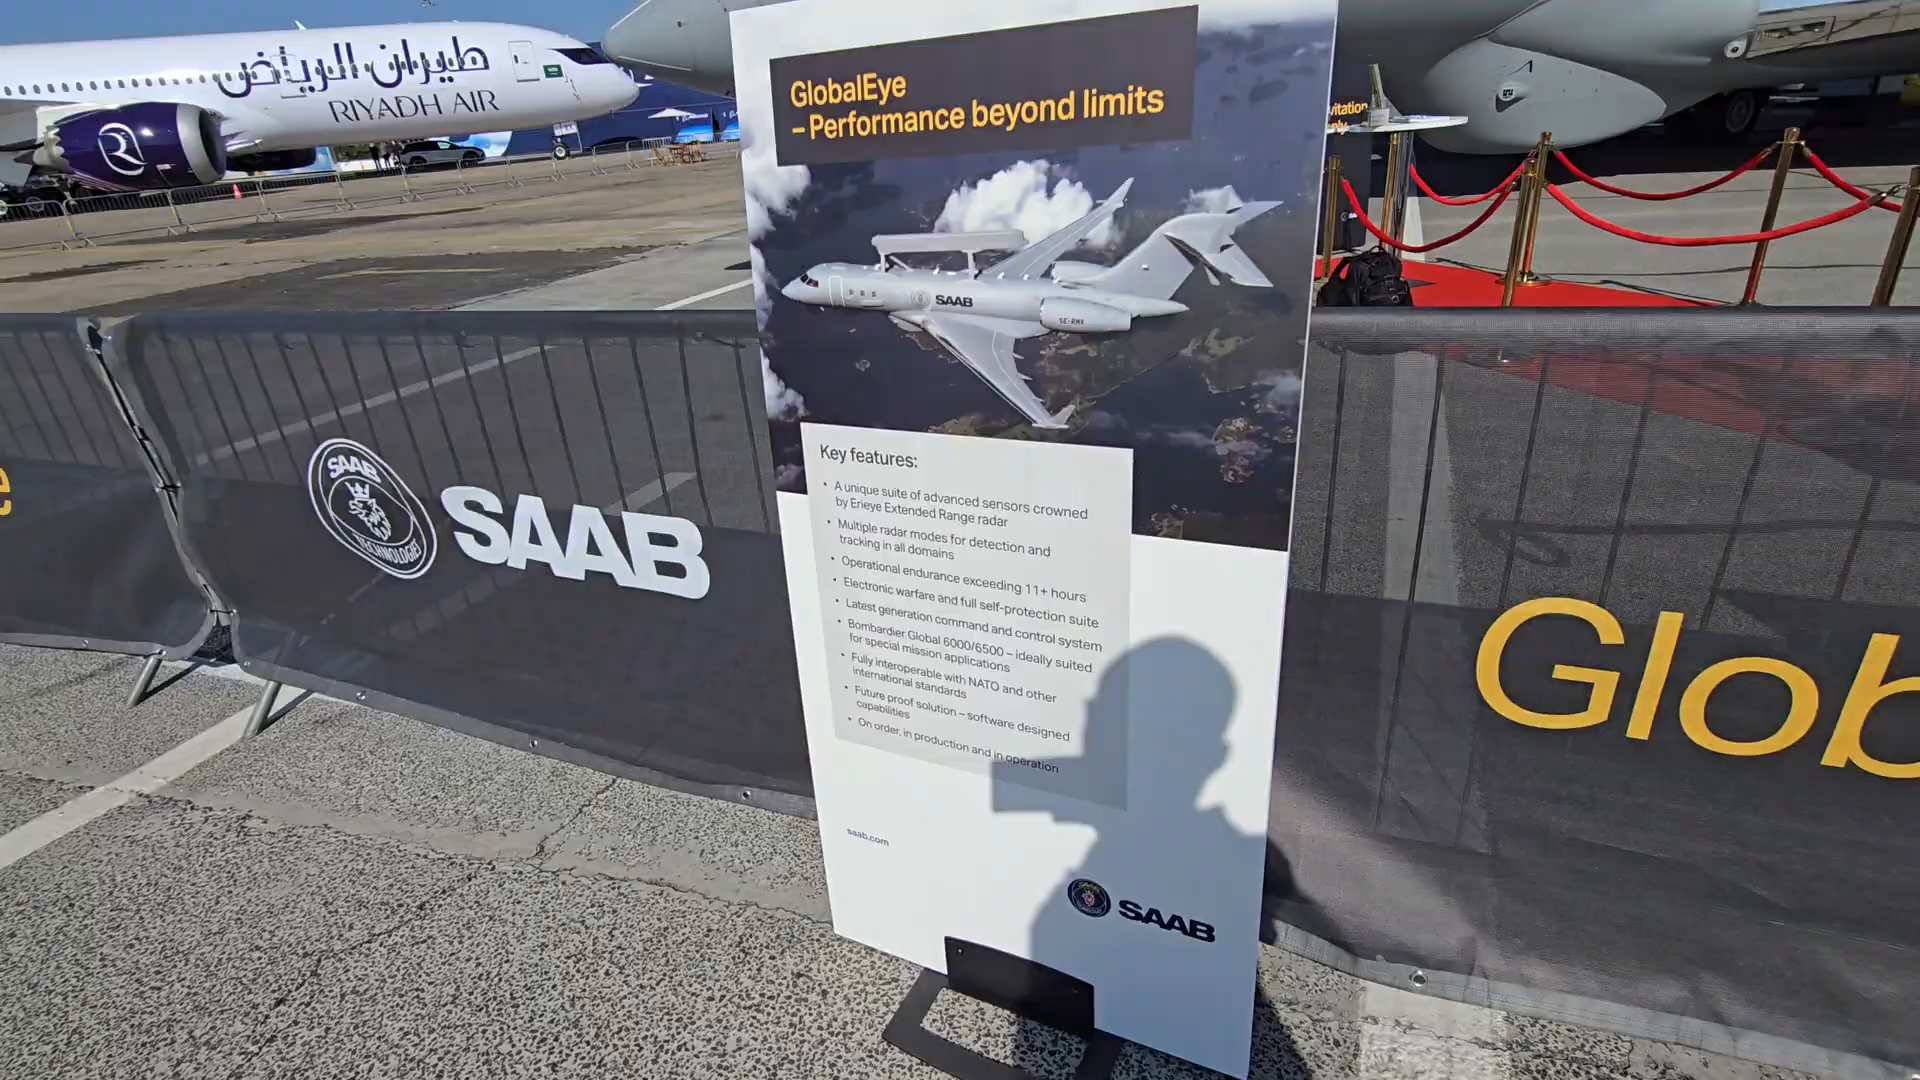 طيران الرياض
RIYADH AIR
GlobalEye
– Performance beyond limits
SAAB
SE-RMY
Key features:
• A unique suite of advanced sensors crowned
by Erieye Extended Range radar
• Multiple radar modes for detection and
tracking in all domains
• Operational endurance exceeding 11+ hours
• Electronic warfare and full self-protection suite
• Latest generation command and control system
• Bombardier Global 6000/6500 – ideally suited
for special mission applications
• Fully interoperable with NATO and other
international standards
• Future proof solution – software designed
capabilities
• On order, in production and in operation
saab.com
SAAB
SAAB
TECHNOLOGIES
SAAB
e
Glob